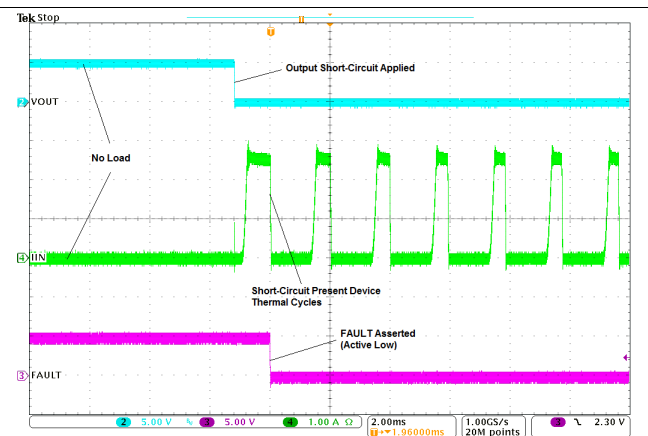 Tek Stop
T
Output Short-Circuit Applied
2 VOUT
No Load
4 IIN
Short-Circuit Present Device
Thermal Cycles
FAULT Asserted
(Active Low)
3 FAULT
2 5.00 V 3 5.00 V 4 1.00 A Ω 2.00ms 1.00GS/s 3 2.30 V
T 1.96000ms 20M points